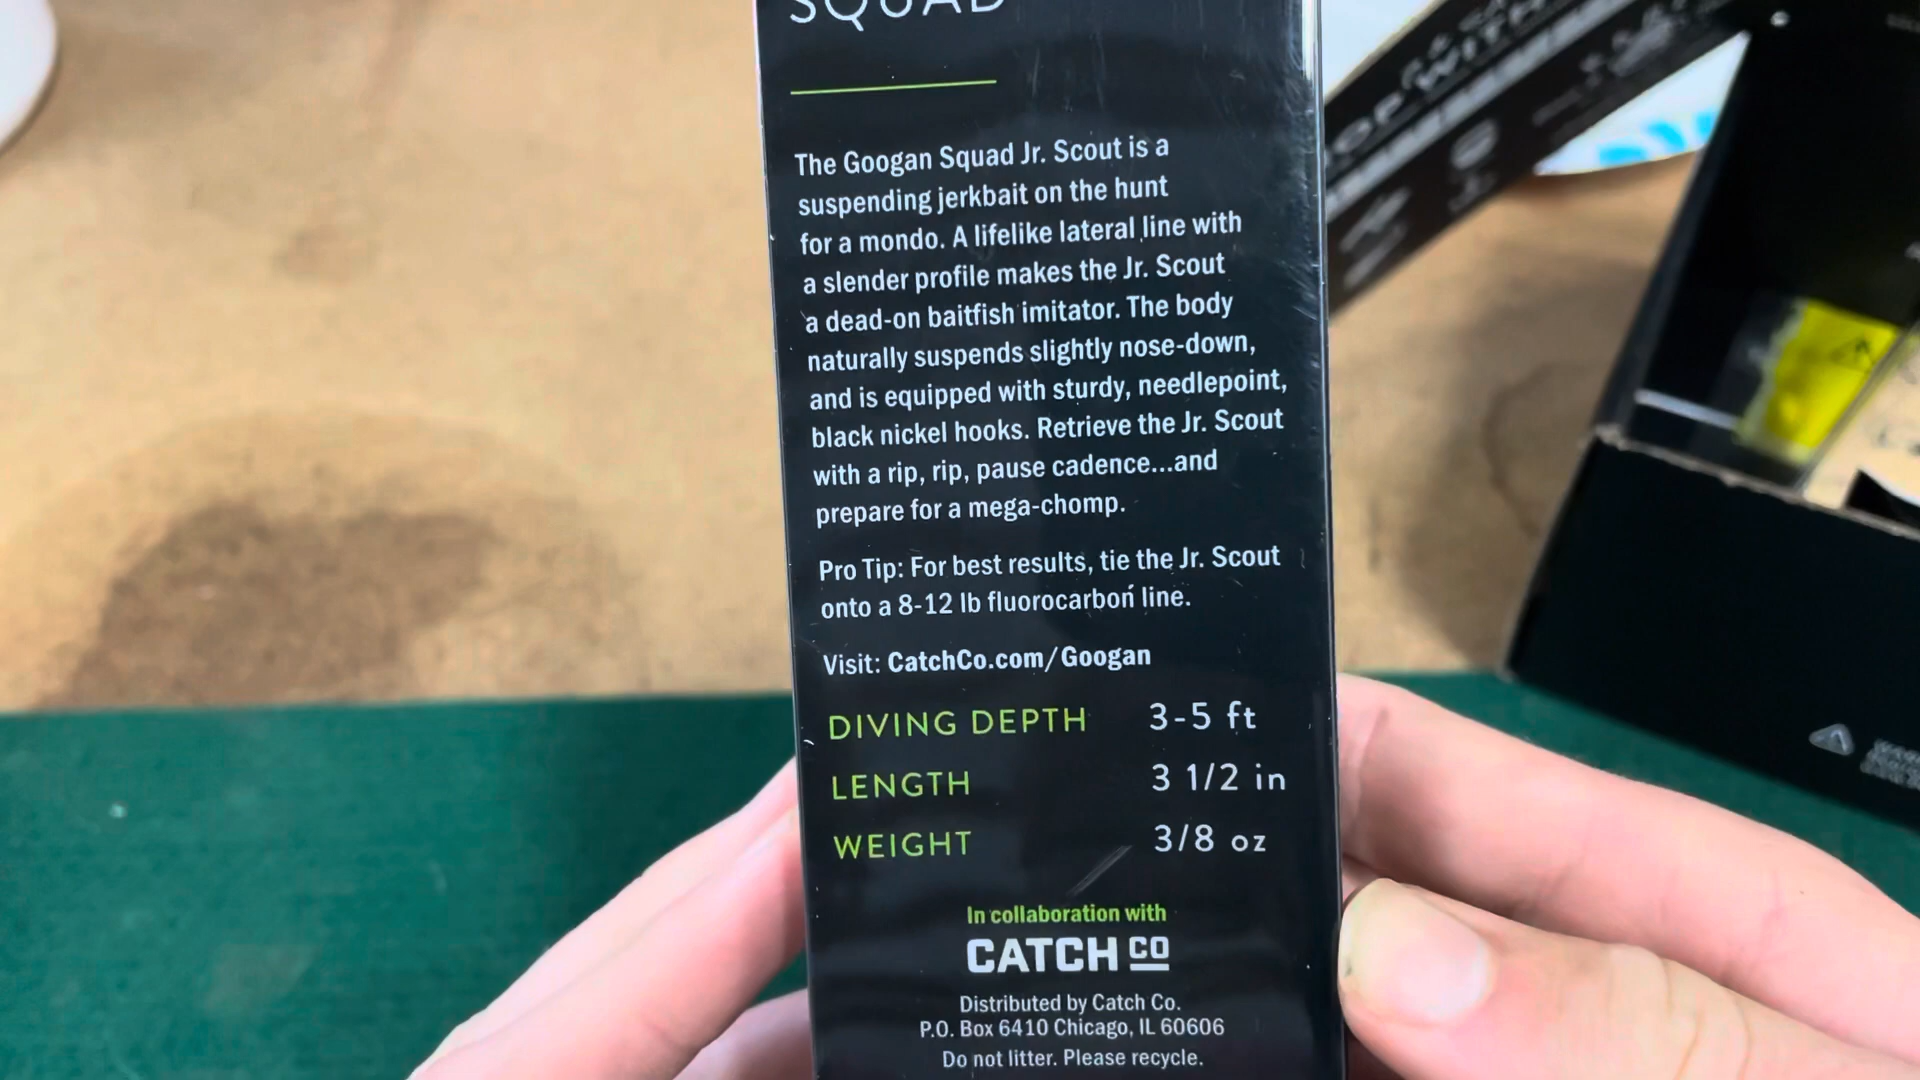 SQUAD
The Googan Squad Jr. Scout is a
suspending jerkbait on the hunt
for a mondo. A lifelike lateral line with
a slender profile makes the Jr. Scout
a dead-on baitfish imitator. The body
naturally suspends slightly nose-down,
and is equipped with sturdy, needlepoint,
black nickel hooks. Retrieve the Jr. Scout
with a rip, rip, pause cadence...and
prepare for a mega-chomp.
Pro Tip: For best results, tie the Jr. Scout
onto a 8-12 lb fluorocarbon line.
Visit: CatchCo.com/Googan
DIVING DEPTH 3-5 ft
LENGTH 3 1/2 in
WEIGHT 3/8 oz
In collaboration with
CATCH CO
Distributed by Catch Co.
P.O. Box 6410 Chicago, IL 60606
Do not litter. Please recycle.